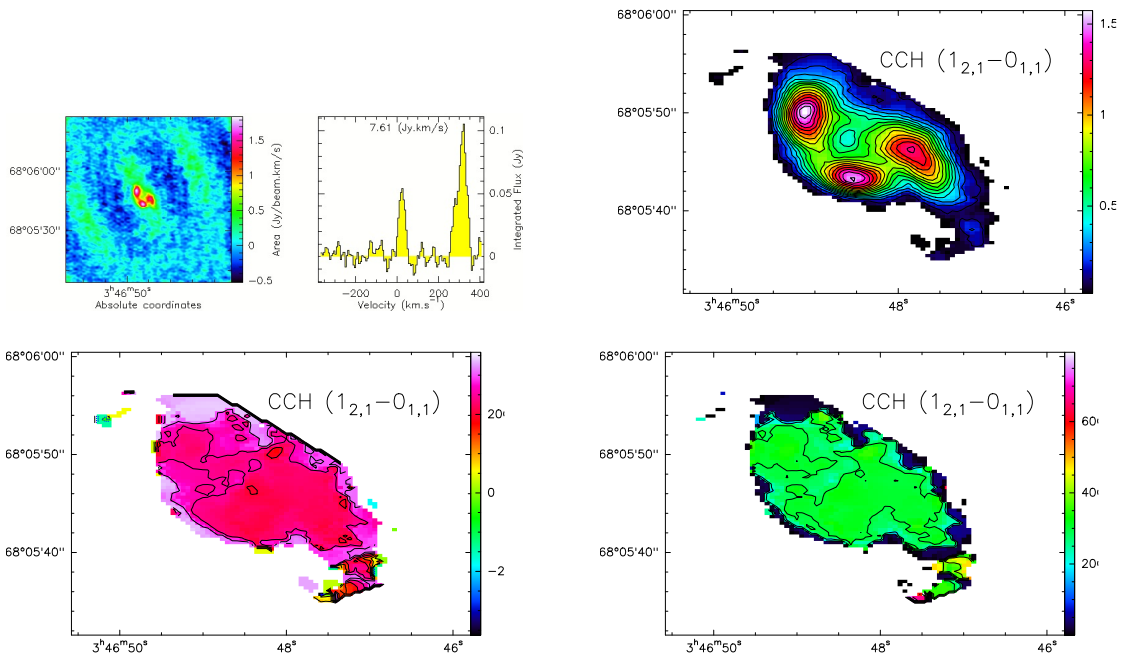 68°06'00"
68°05'30"
3ʰ46ᵐ50ˢ
Absolute coordinates
1.5
1
0.5
0
−0.5
Area (Jy/beam.km/s)
7.61 (Jy.km/s)
0.1
0.05
0
Integrated Flux (Jy)
−200 0 200 400
Velocity (km.s⁻¹)
CCH (1₂,₁−0₁,₁)
68°06'00"
68°05'50"
68°05'40"
3ʰ46ᵐ50ˢ 48ˢ 46ˢ
1.5
1
0.5
CCH (1₂,₁−0₁,₁)
68°06'00"
68°05'50"
68°05'40"
3ʰ46ᵐ50ˢ 48ˢ 46ˢ
0
CCH (1₂,₁−0₁,₁)
68°06'00"
68°05'50"
68°05'40"
3ʰ46ᵐ50ˢ 48ˢ 46ˢ